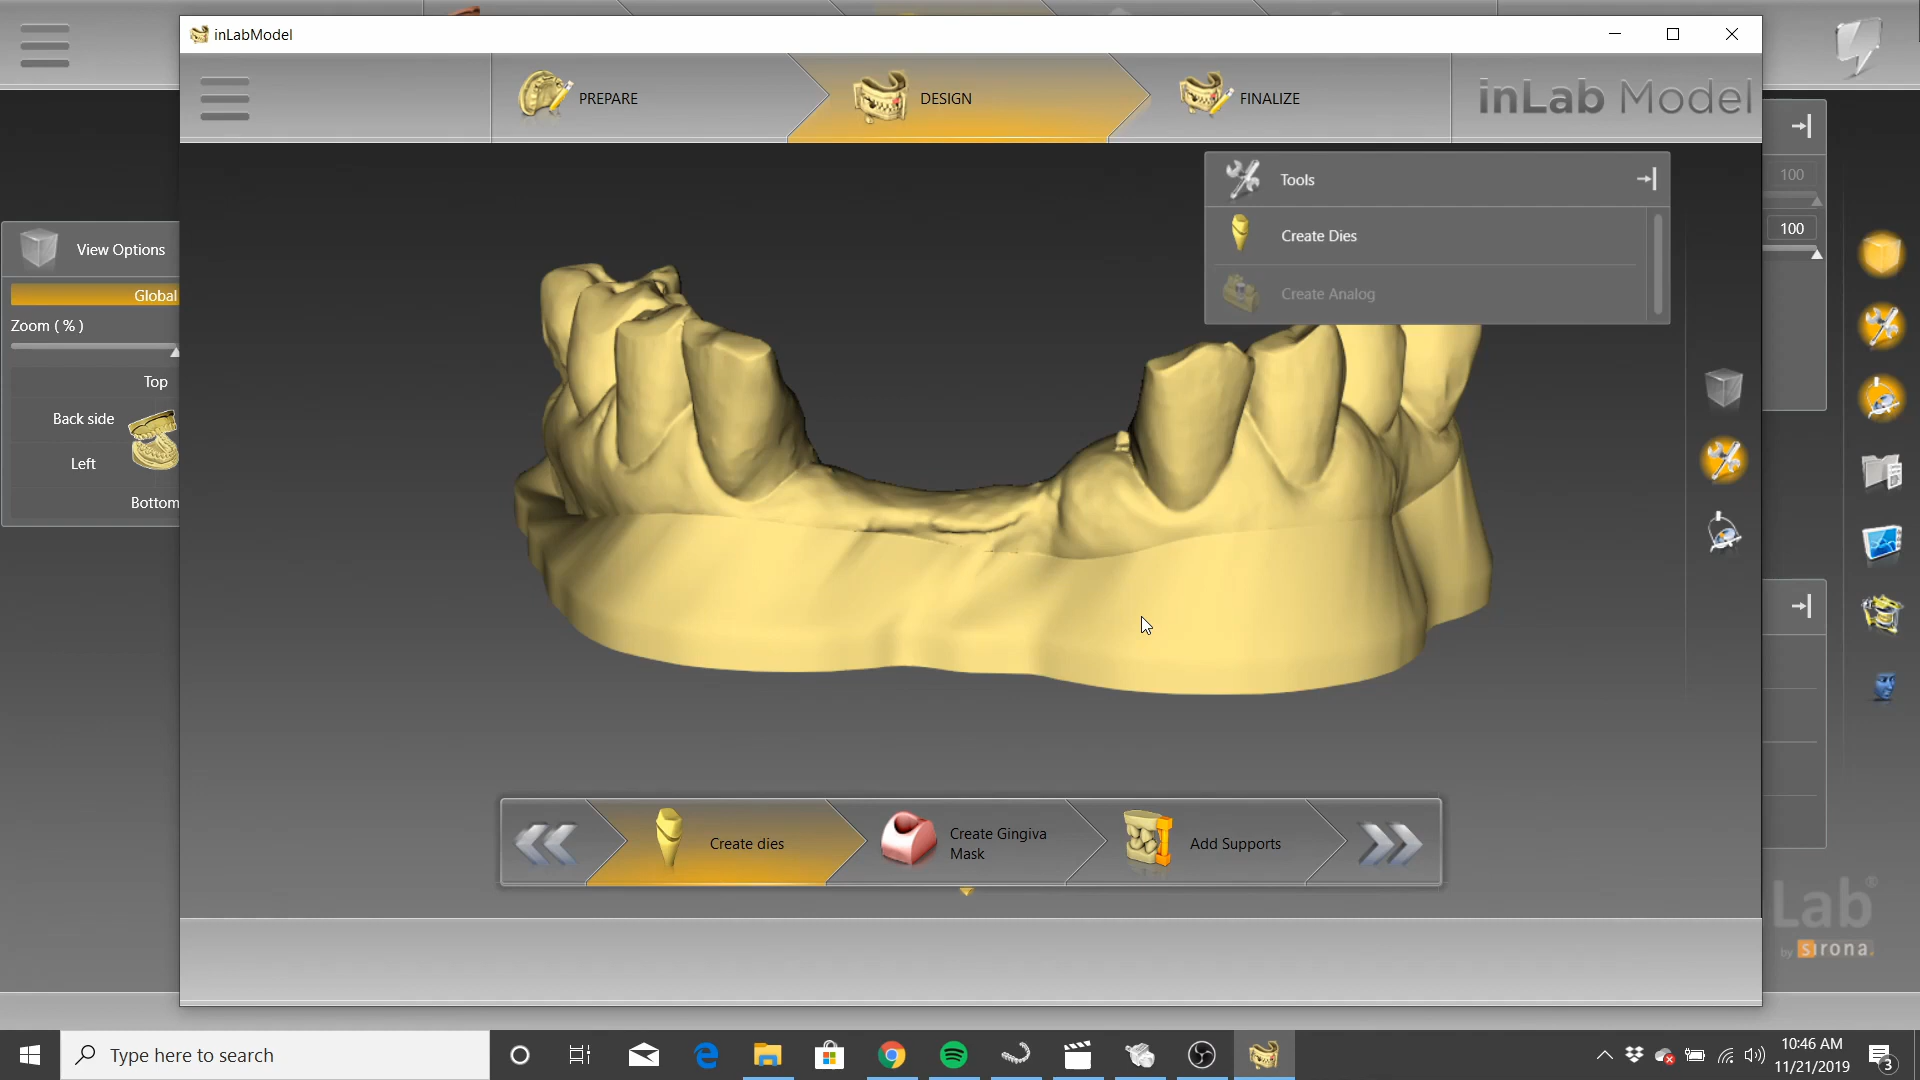 inLabModel
PREPARE
DESIGN
FINALIZE
inLab Model
Tools
Create Dies
Create Analog
100
100
View Options
Global
Zoom ( % )
Top
Back side
Left
Bottom
Create dies
Create Gingiva
Mask
Add Supports
Lab®
by sirona.
Type here to search
10:46 AM
11/21/2019
3